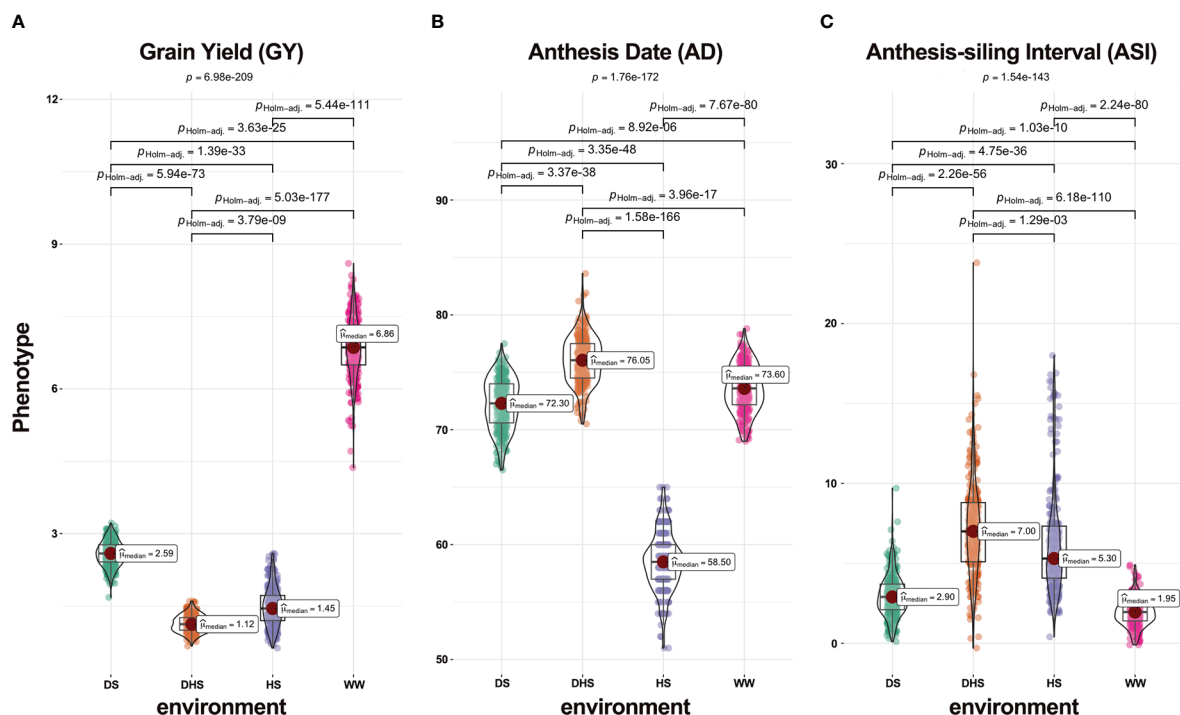 A
Grain Yield (GY)
p = 6.98e-209
pHolm-adj. = 5.44e-111
pHolm-adj. = 3.63e-25
pHolm-adj. = 1.39e-33
pHolm-adj. = 5.94e-73
pHolm-adj. = 5.03e-177
pHolm-adj. = 3.79e-09
12
9
6
3
Phenotype
μ̂median = 6.86
μ̂median = 2.59
μ̂median = 1.45
μ̂median = 1.12
DS DHS HS WW
environment
B
Anthesis Date (AD)
p = 1.76e-172
pHolm-adj. = 7.67e-80
pHolm-adj. = 8.92e-06
pHolm-adj. = 3.35e-48
pHolm-adj. = 3.37e-38
pHolm-adj. = 3.96e-17
pHolm-adj. = 1.58e-166
90
80
70
60
50
μ̂median = 76.05
μ̂median = 73.60
μ̂median = 72.30
μ̂median = 58.50
DS DHS HS WW
environment
C
Anthesis-siling Interval (ASI)
p = 1.54e-143
pHolm-adj. = 2.24e-80
pHolm-adj. = 1.03e-10
pHolm-adj. = 4.75e-36
pHolm-adj. = 2.26e-56
pHolm-adj. = 6.18e-110
pHolm-adj. = 1.29e-03
30
20
10
0
μ̂median = 7.00
μ̂median = 5.30
μ̂median = 2.90
μ̂median = 1.95
DS DHS HS WW
environment